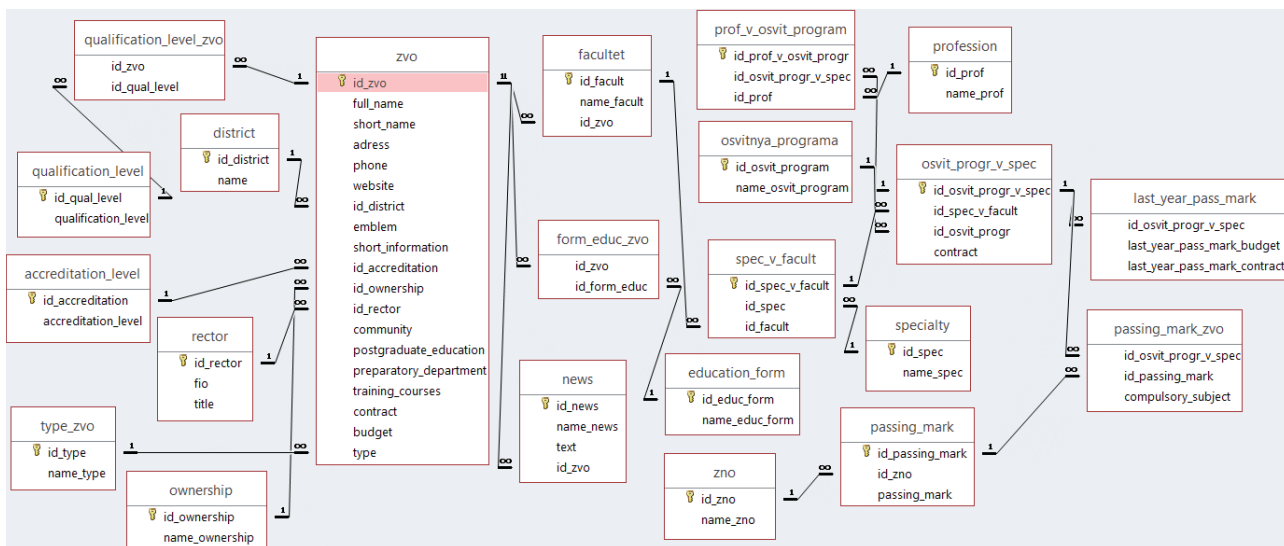 qualification_level_zvo
id_zvo
id_qual_level
district
id_district
name
qualification_level
id_qual_level
qualification_level
accreditation_level
id_accreditation
accreditation_level
rector
id_rector
fio
title
type_zvo
id_type
name_type
ownership
id_ownership
name_ownership
zvo
id_zvo
full_name
short_name
adress
phone
website
id_district
emblem
short_information
id_accreditation
id_ownership
id_rector
community
postgraduate_education
preparatory_department
training_courses
contract
budget
type
facultet
id_facult
name_facult
id_zvo
form_educ_zvo
id_zvo
id_form_educ
news
id_news
name_news
text
id_zvo
prof_v_osvit_program
id_prof_v_osvit_progr
id_osvit_progr_v_spec
id_prof
profession
id_prof
name_prof
osvitnya_programa
id_osvit_program
name_osvit_program
osvit_progr_v_spec
id_osvit_progr_v_spec
id_spec_v_facult
id_osvit_progr
contract
last_year_pass_mark
id_osvit_progr_v_spec
last_year_pass_mark_budget
last_year_pass_mark_contract
spec_v_facult
id_spec_v_facult
id_spec
id_facult
specialty
id_spec
name_spec
passing_mark_zvo
id_osvit_progr_v_spec
id_passing_mark
compulsory_subject
education_form
id_educ_form
name_educ_form
passing_mark
id_passing_mark
id_zno
passing_mark
zno
id_zno
name_zno